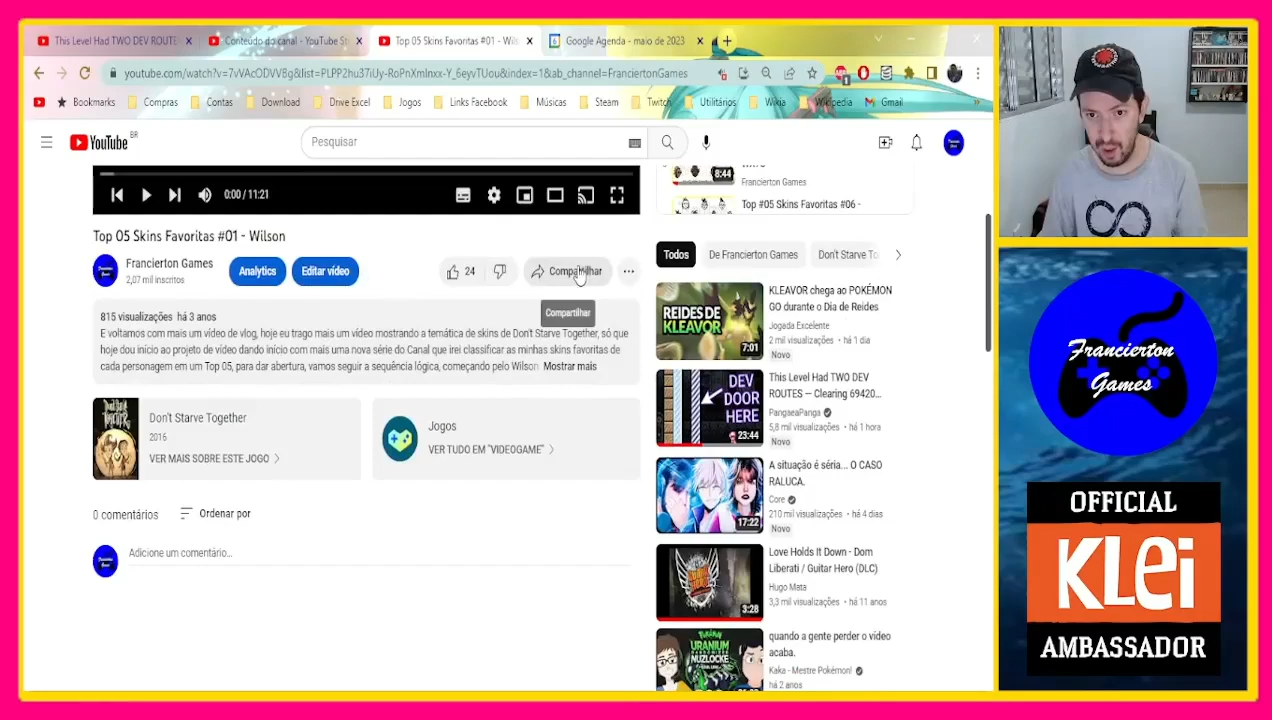 This Level Had TWO DEV ROUTE
Conteúdo do canal - YouTube St
Top 05 Skins Favoritas #01 - Wils
Google Agenda - maio de 2023
youtube.com/watch?v=7vVAcODVVBg&list=PLPP2hu37iUy-RoPnXmlnxx-Y_6eyvTUou&index=1&ab_channel=FranciertonGames
Bookmarks
Compras
Contas
Download
Drive Excel
Jogos
Links Facebook
Músicas
Steam
Twitch
Utilitários
Wikia
Wikipedia
Gmail
YouTube BR
Pesquisar
0:00 / 11:21
8:44
Francierton Games
Top #05 Skins Favoritas #06 -
Top 05 Skins Favoritas #01 - Wilson
Francierton Games
2,07 mil inscritos
Analytics
Editar vídeo
24
Compartilhar
Compartilhar
815 visualizações há 3 anos
E voltamos com mais um vídeo de vlog, hoje eu trago mais um vídeo mostrando a temática de skins de Don't Starve Together, só que
hoje dou início ao projeto de vídeo dando início com mais uma nova série do Canal que irei classificar as minhas skins favoritas
de cada personagem em um Top 05, para dar abertura, vamos seguir a sequência lógica, começando pelo Wilson Mostrar mais
Don't Starve Together
2016
VER MAIS SOBRE ESTE JOGO
Jogos
VER TUDO EM "VIDEOGAME"
0 comentários
Ordenar por
Adicione um comentário...
Todos
De Francierton Games
Don't Starve To
REIDES DE
KLEAVOR
7:01
KLEAVOR chega ao POKÉMON
GO durante o Dia de Reides
Jogada Excelente
2 mil visualizações • há 1 dia
Novo
DEV
DOOR
HERE
23:44
This Level Had TWO DEV
ROUTES — Clearing 69420...
PangaeaPanga
5,8 mil visualizações • há 1 hora
Novo
17:22
A situação é séria... O CASO
RALUCA.
Core
210 mil visualizações • há 4 dias
Novo
3:28
Love Holds It Down - Dom
Liberati / Guitar Hero (DLC)
Hugo Mata
3,3 mil visualizações • há 11 anos
URANIUM
NUZLOCKE
quando a gente perder o vídeo
acaba.
Kaka - Mestre Pokémon!
há 2 anos
Francierton
Games
OFFICIAL
KLEi
AMBASSADOR